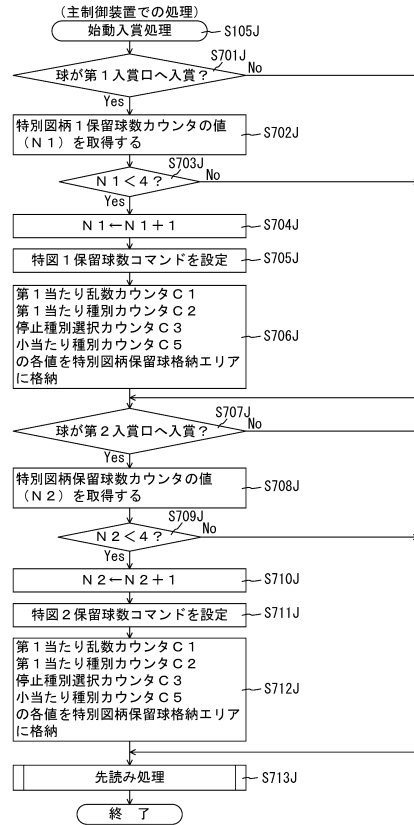 (主制御装置での処理)
始動入賞処理
S105J
S701J
球が第１入賞口へ入賞？
No
Yes
特別図柄１保留球数カウンタの値
（Ｎ１）を取得する
S702J
S703J
Ｎ１＜４？
No
Yes
Ｎ１←Ｎ１＋１
S704J
特図１保留球数コマンドを設定
S705J
第１当たり乱数カウンタＣ１
第１当たり種別カウンタＣ２
停止種別選択カウンタＣ３
小当たり種別カウンタＣ５
の各値を特別図柄保留球格納エリア
に格納
S706J
S707J
球が第２入賞口へ入賞？
No
Yes
特別図柄保留球数カウンタの値
（Ｎ２）を取得する
S708J
S709J
Ｎ２＜４？
No
Yes
Ｎ２←Ｎ２＋１
S710J
特図２保留球数コマンドを設定
S711J
第１当たり乱数カウンタＣ１
第１当たり種別カウンタＣ２
停止種別選択カウンタＣ３
小当たり種別カウンタＣ５
の各値を特別図柄保留球格納エリア
に格納
S712J
先読み処理
S713J
終　了